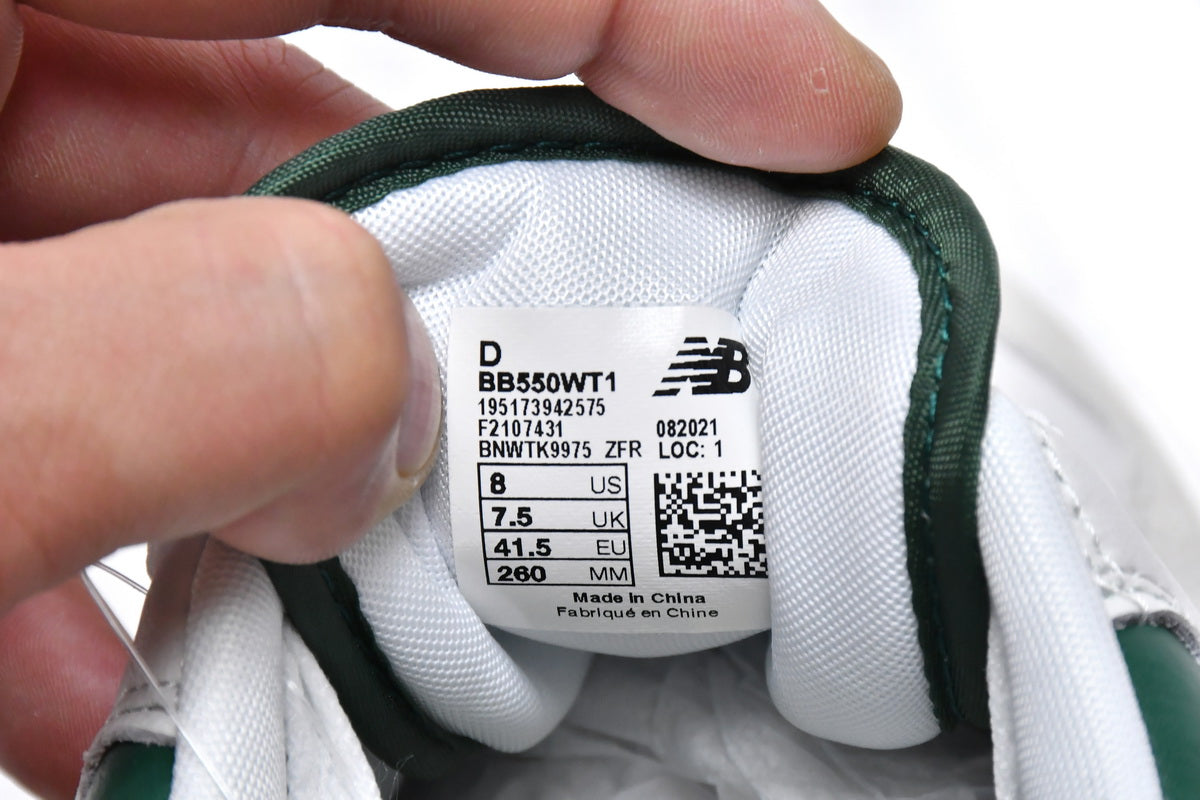 D
BB550WT1
NB
195173942575
F2107431 082021
BNWTK9975 ZFR LOC: 1
8 US
7.5 UK
41.5 EU
260 MM
Made in China
Fabriqué en Chine